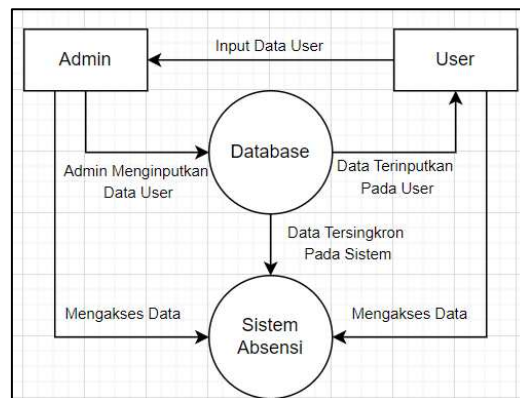 Input Data User
Admin
User
Database
Admin Menginputkan
Data User
Data Terinputkan
Pada User
Data Tersingkron
Pada Sistem
Mengakses Data
Sistem
Absensi
Mengakses Data